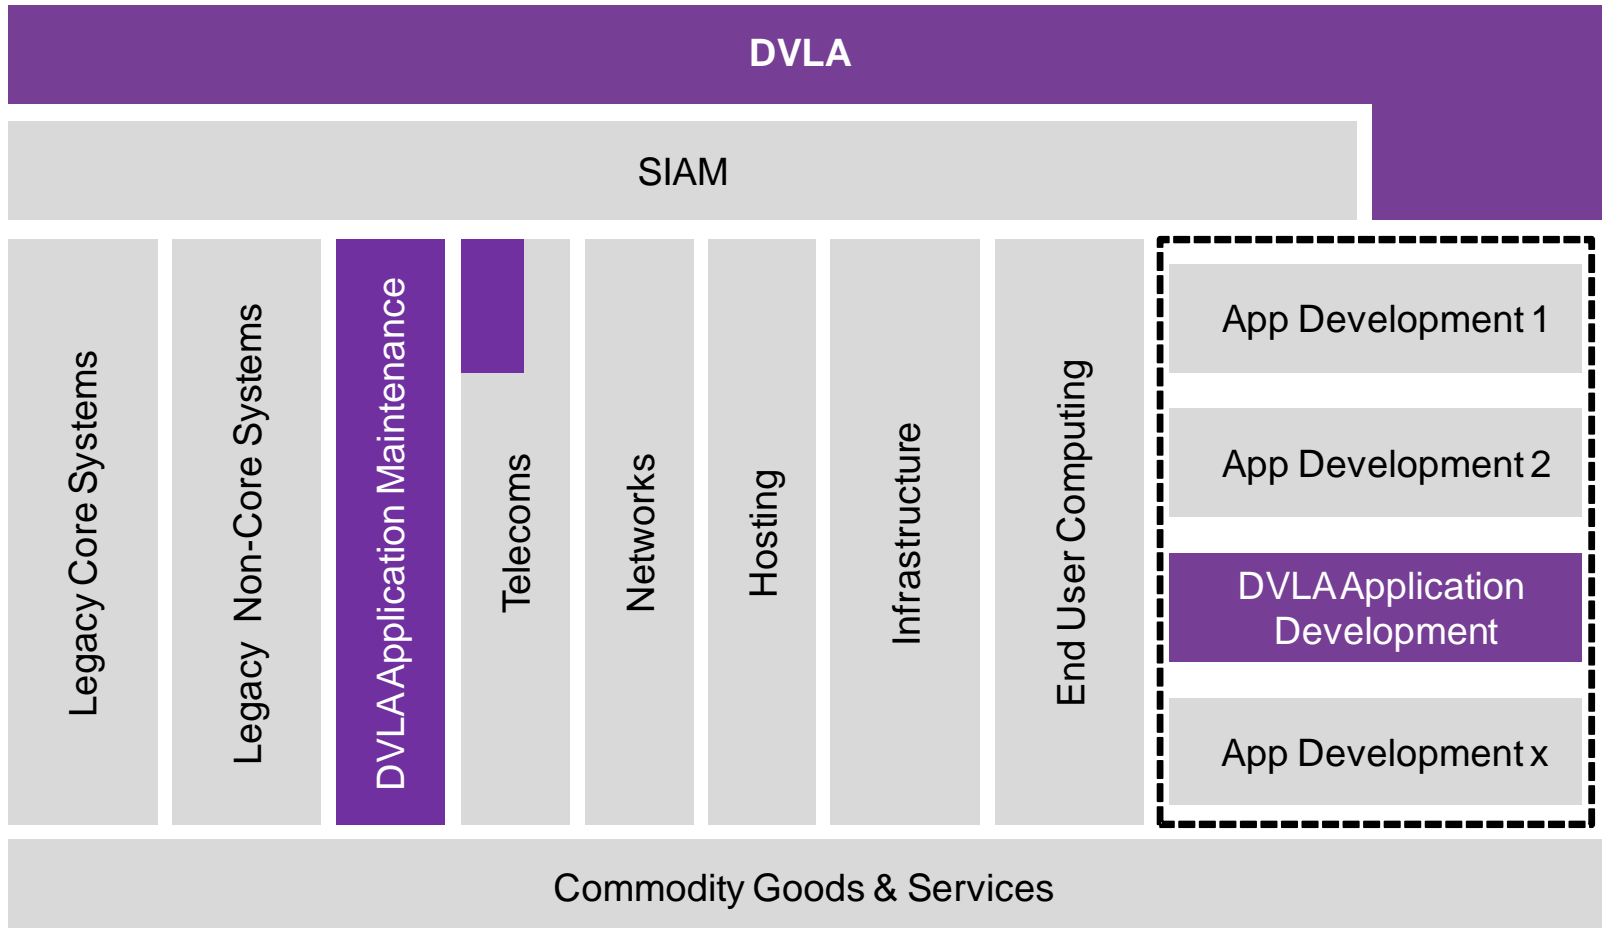 DVLA
SIAM
Legacy Core Systems
Legacy Non-Core Systems
DVLA Application Maintenance
Telecoms
Networks
Hosting
Infrastructure
End User Computing
App Development 1
App Development 2
DVLA Application
Development
App Development x
Commodity Goods & Services